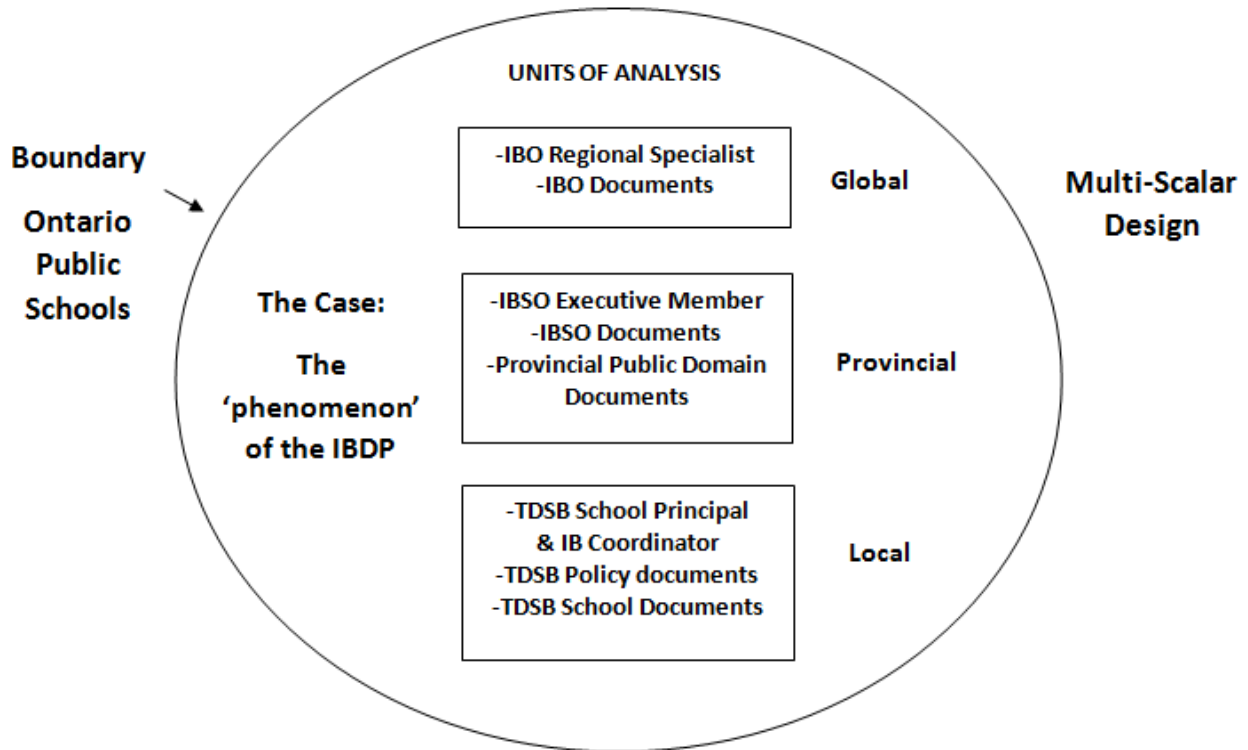 UNITS OF ANALYSIS
Boundary
Ontario
Public
Schools
The Case:
The
‘phenomenon’
of the IBDP
-IBO Regional Specialist
-IBO Documents
Global
-IBSO Executive Member
-IBSO Documents
-Provincial Public Domain
Documents
Provincial
-TDSB School Principal
& IB Coordinator
-TDSB Policy documents
-TDSB School Documents
Local
Multi-Scalar
Design